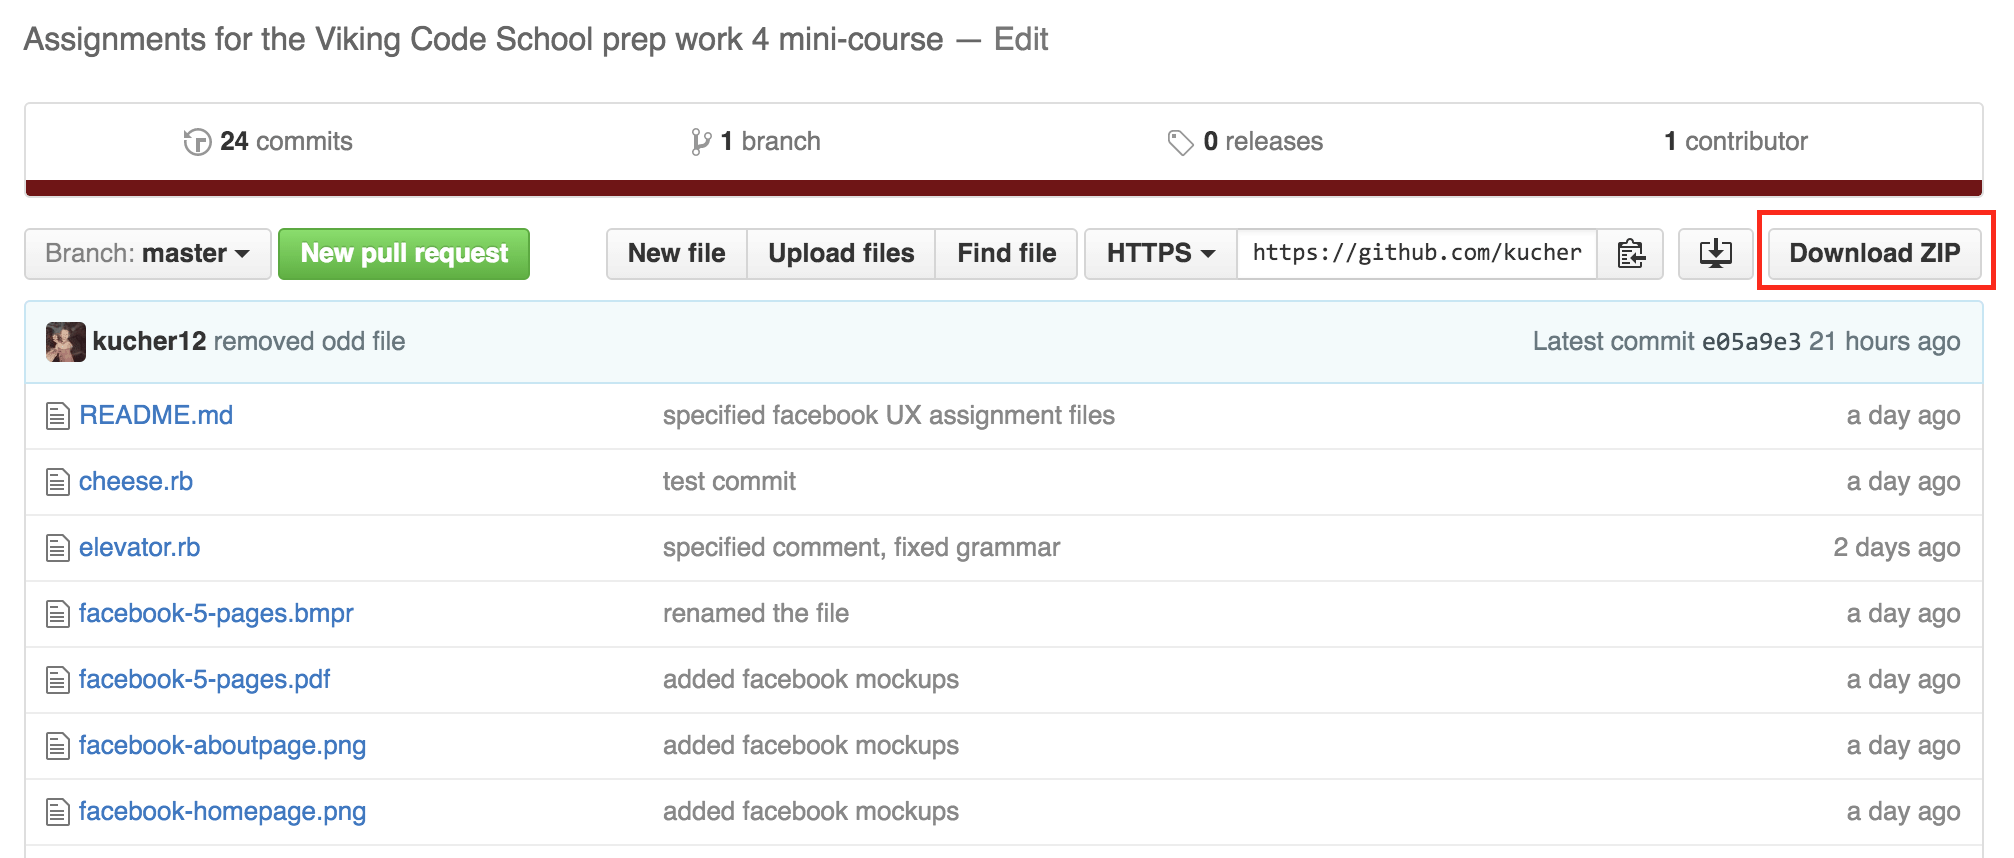 Assignments for the Viking Code School prep work 4 mini-course — Edit
24 commits 1 branch 0 releases 1 contributor
Branch: master New pull request New file Upload files Find file HTTPS https://github.com/kucher Download ZIP
kucher12 removed odd file Latest commit e05a9e3 21 hours ago
README.md specified facebook UX assignment files a day ago
cheese.rb test commit a day ago
elevator.rb specified comment, fixed grammar 2 days ago
facebook-5-pages.bmpr renamed the file a day ago
facebook-5-pages.pdf added facebook mockups a day ago
facebook-aboutpage.png added facebook mockups a day ago
facebook-homepage.png added facebook mockups a day ago